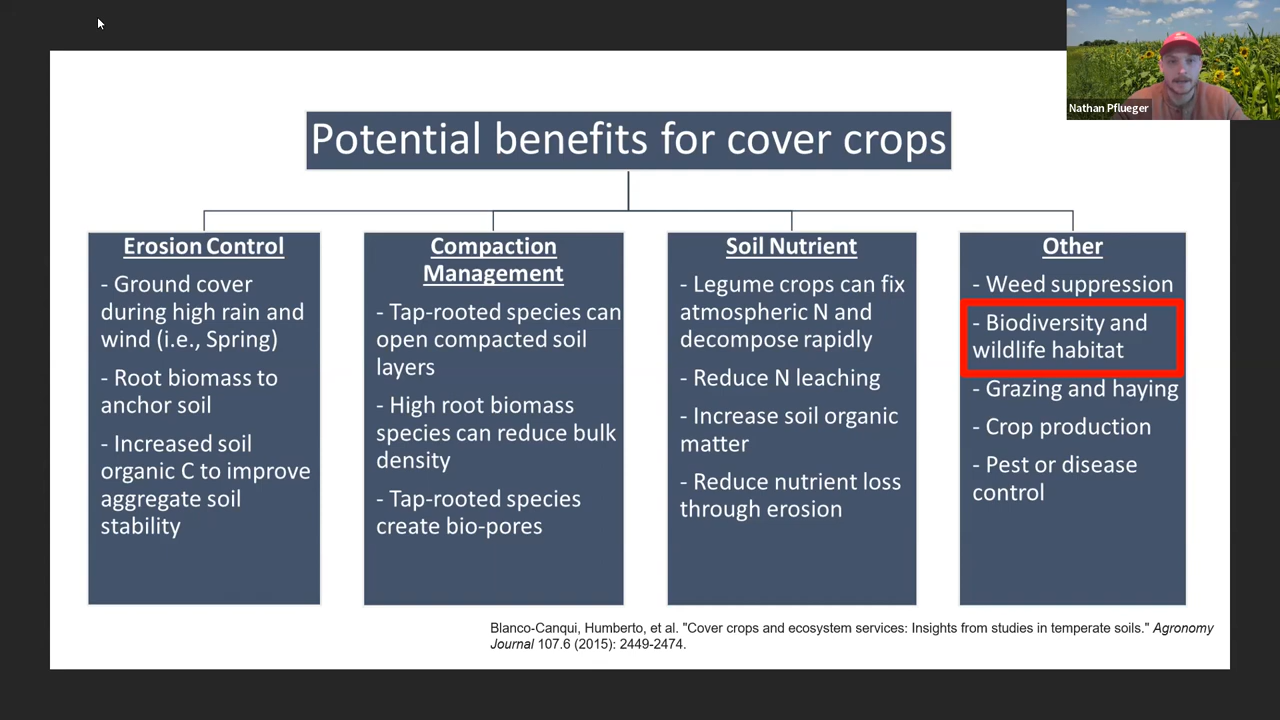 Nathan Pflueger
Potential benefits for cover crops
Erosion Control
- Ground cover
during high rain and
wind (i.e., Spring)
- Root biomass to
anchor soil
- Increased soil
organic C to improve
aggregate soil
stability
Compaction
Management
- Tap-rooted species can
open compacted soil
layers
- High root biomass
species can reduce bulk
density
- Tap-rooted species
create bio-pores
Soil Nutrient
- Legume crops can fix
atmospheric N and
decompose rapidly
- Reduce N leaching
- Increase soil organic
matter
- Reduce nutrient loss
through erosion
Other
- Weed suppression
- Biodiversity and
wildlife habitat
- Grazing and haying
- Crop production
- Pest or disease
control
Blanco-Canqui, Humberto, et al. "Cover crops and ecosystem services: Insights from studies in temperate soils." Agronomy
Journal 107.6 (2015): 2449-2474.